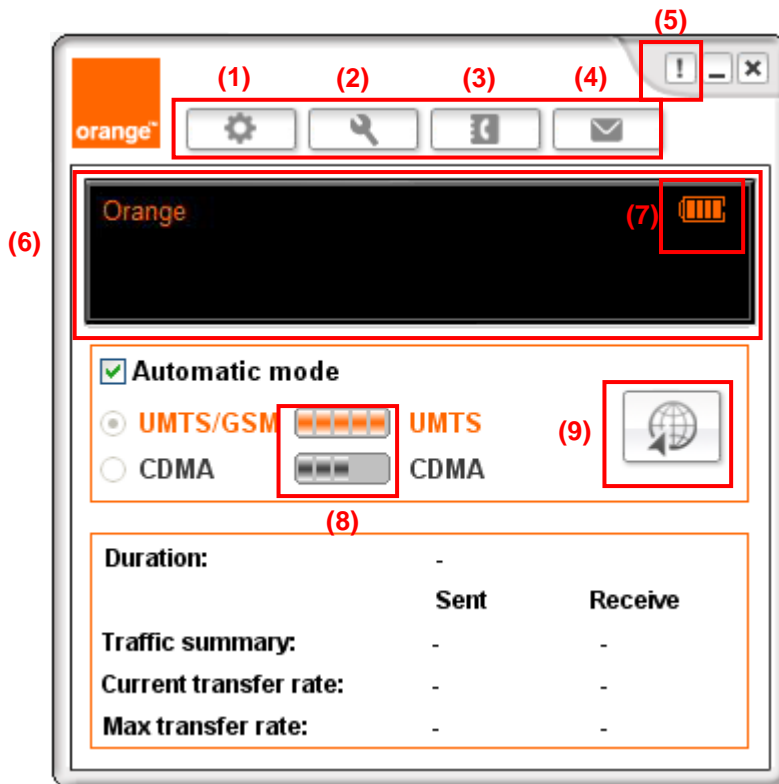 (5)
(1) (2) (3) (4)
!
orange™
Orange
(7)
(6)
Automatic mode
UMTS/GSM UMTS
(9)
CDMA CDMA
(8)
Duration: -
Sent Receive
Traffic summary: - -
Current transfer rate: - -
Max transfer rate: - -